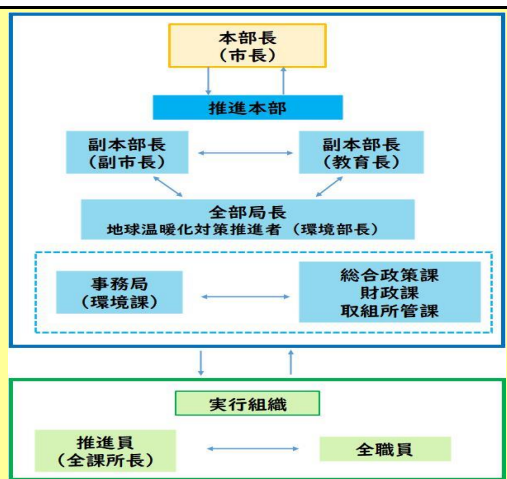 本部長
（市長）
推進本部
副本部長
（副市長）
副本部長
（教育長）
全部局長
地球温暖化対策推進者（環境部長）
事務局
（環境課）
総合政策課
財政課
取組所管課
実行組織
推進員
（全課所長）
全職員